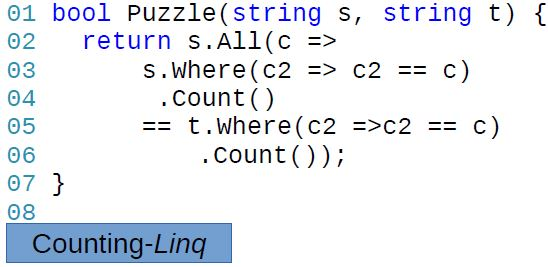 01 bool Puzzle(string s, string t) {
02   return s.All(c =>
03       s.Where(c2 => c2 == c)
04        .Count()
05       == t.Where(c2 =>c2 == c)
06          .Count());
07 }
08
Counting-Linq